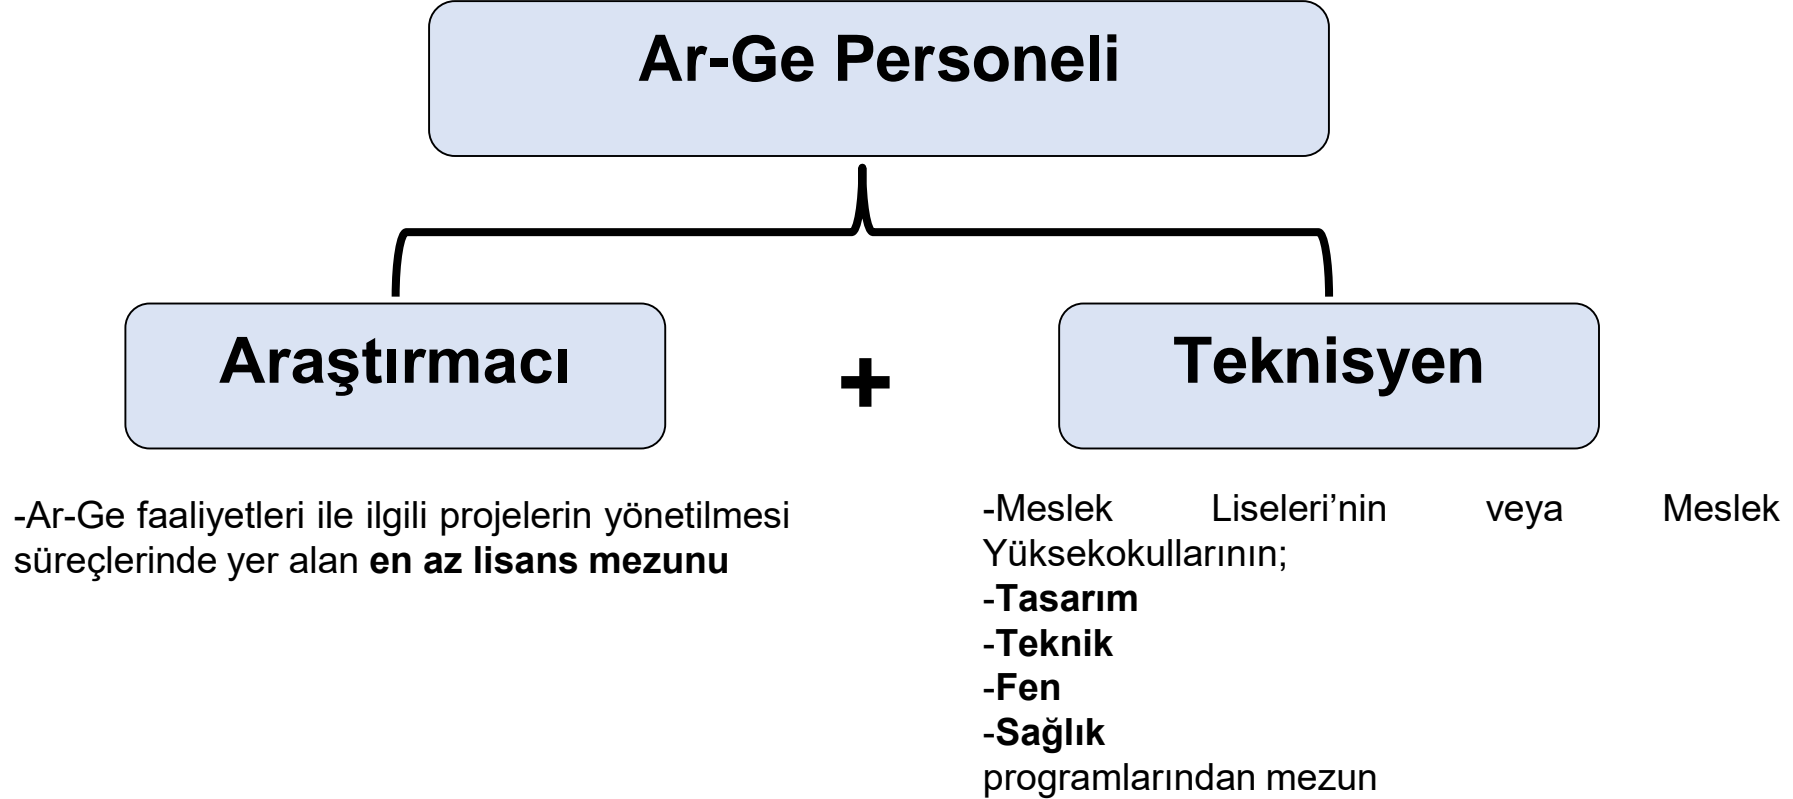 Ar-Ge Personeli
Araştırmacı
+
Teknisyen
-Ar-Ge faaliyetleri ile ilgili projelerin yönetilmesi
süreçlerinde yer alan en az lisans mezunu
-Meslek Liseleri’nin veya Meslek
Yüksekokullarının;
-Tasarım
-Teknik
-Fen
-Sağlık
programlarından mezun